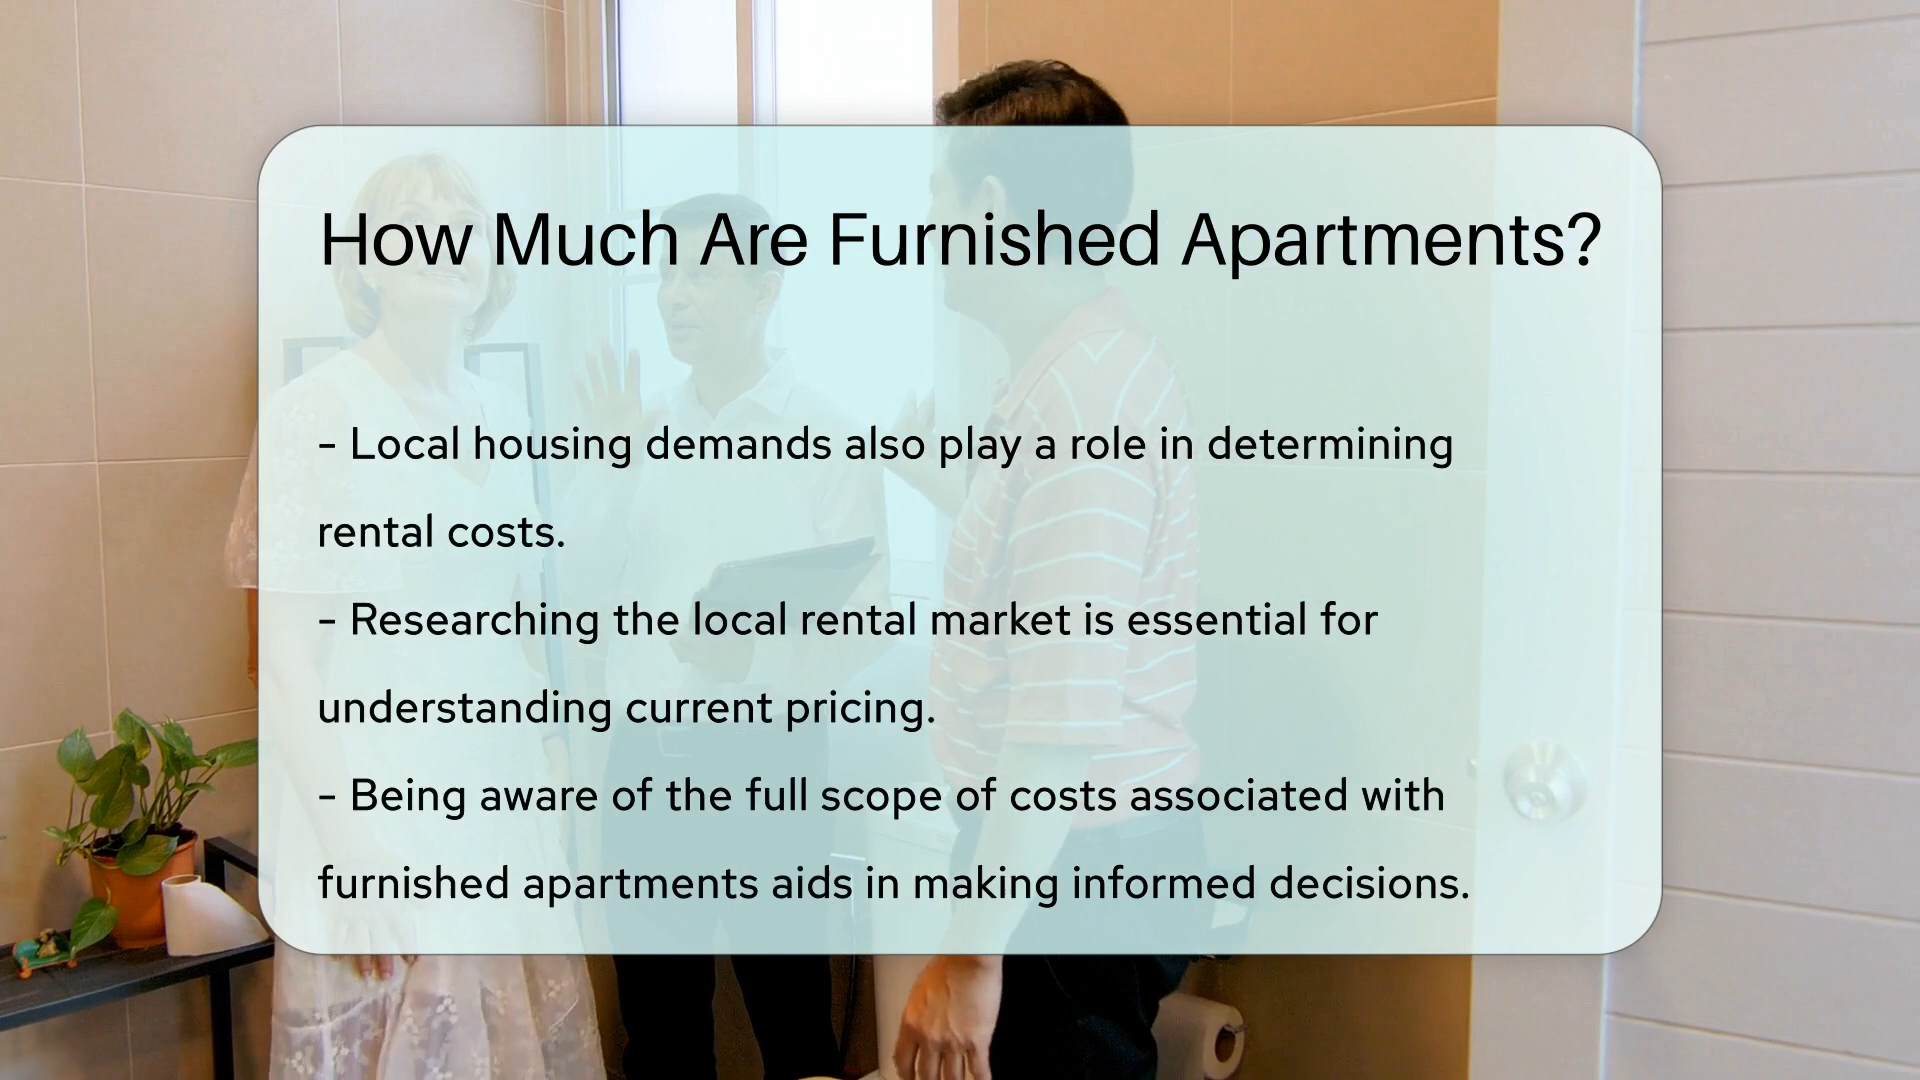 How Much Are Furnished Apartments?
- Local housing demands also play a role in determining
rental costs.
- Researching the local rental market is essential for
understanding current pricing.
- Being aware of the full scope of costs associated with
furnished apartments aids in making informed decisions.